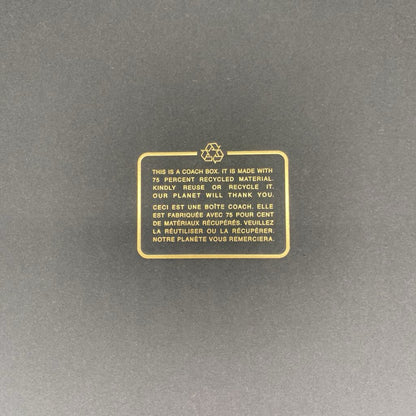 THIS IS A COACH BOX. IT IS MADE WITH
75 PERCENT RECYCLED MATERIAL.
KINDLY REUSE OR RECYCLE IT.
OUR PLANET WILL THANK YOU.
CECI EST UNE BOÎTE COACH. ELLE
EST FABRIQUÉE AVEC 75 POUR CENT
DE MATÉRIAUX RÉCUPÉRÉS. VEUILLEZ
LA RÉUTILISER OU LA RÉCUPÉRER.
NOTRE PLANÈTE VOUS REMERCIERA.